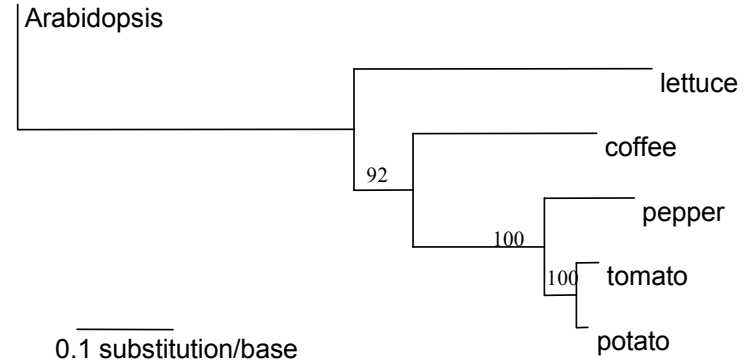 Arabidopsis
lettuce
coffee
92
pepper
100
tomato
100
potato
0.1 substitution/base